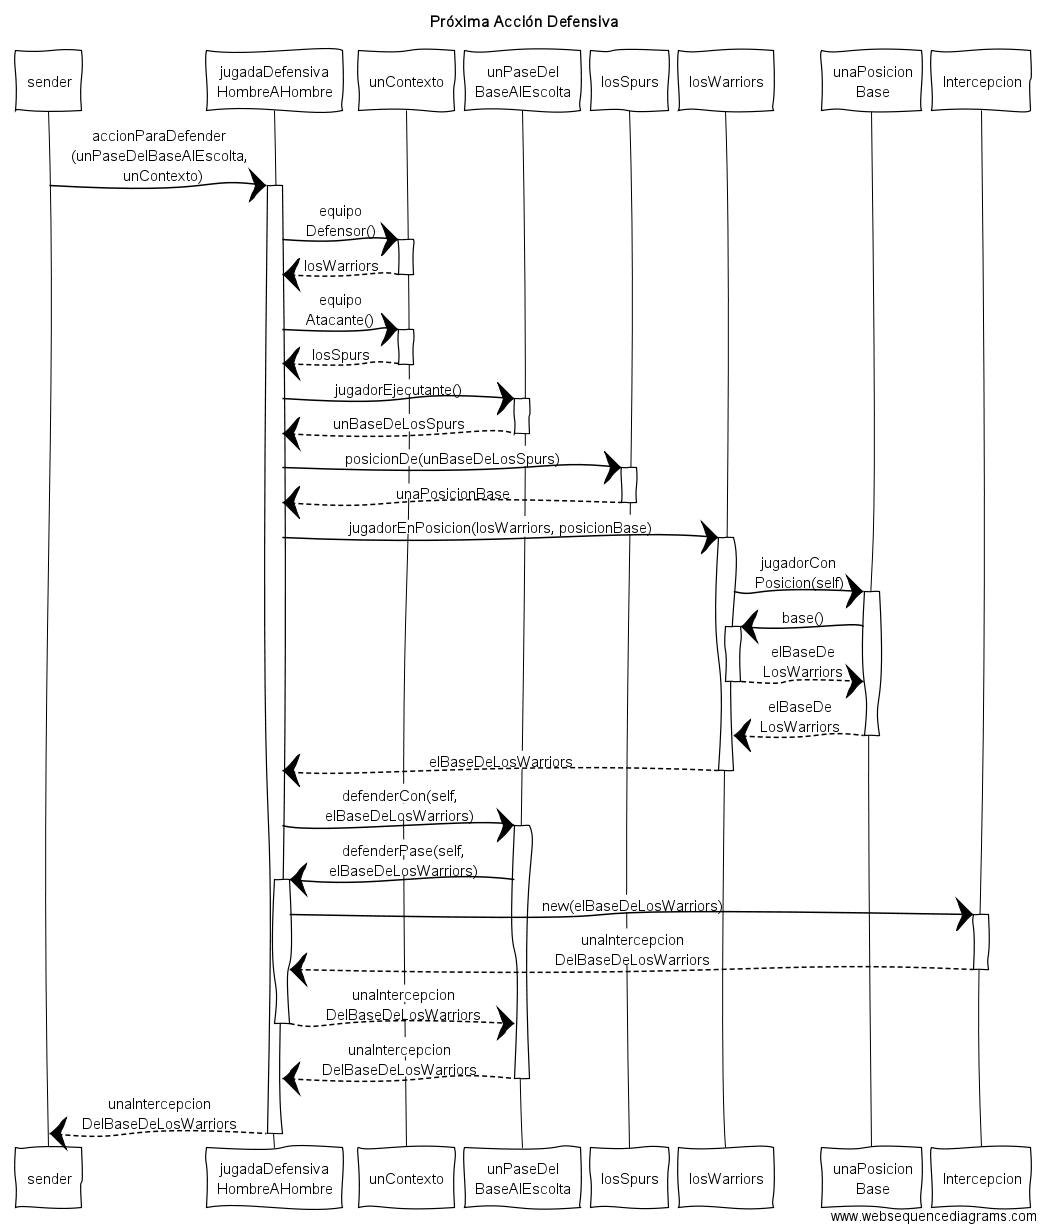 Próxima Acción Defensiva
sender
jugadaDefensiva
HombreAHombre
unContexto
unPaseDel
BaseAlEscolta
losSpurs
losWarriors
unaPosicion
Base
Intercepcion
accionParaDefender
(unPaseDelBaseAlEscolta,
unContexto)
equipo
Defensor()
losWarriors
equipo
Atacante()
losSpurs
jugadorEjecutante()
unBaseDeLosSpurs
posicionDe(unBaseDeLosSpurs)
unaPosicionBase
jugadorEnPosicion(losWarriors, posicionBase)
jugadorCon
Posicion(self)
base()
elBaseDe
LosWarriors
elBaseDe
LosWarriors
elBaseDeLosWarriors
defenderCon(self,
elBaseDeLosWarriors)
defenderPase(self,
elBaseDeLosWarriors)
new(elBaseDeLosWarriors)
unaIntercepcion
DelBaseDeLosWarriors
unaIntercepcion
DelBaseDeLosWarriors
unaIntercepcion
DelBaseDeLosWarriors
unaIntercepcion
DelBaseDeLosWarriors
sender
jugadaDefensiva
HombreAHombre
unContexto
unPaseDel
BaseAlEscolta
losSpurs
losWarriors
unaPosicion
Base
Intercepcion
www.websequencediagrams.com